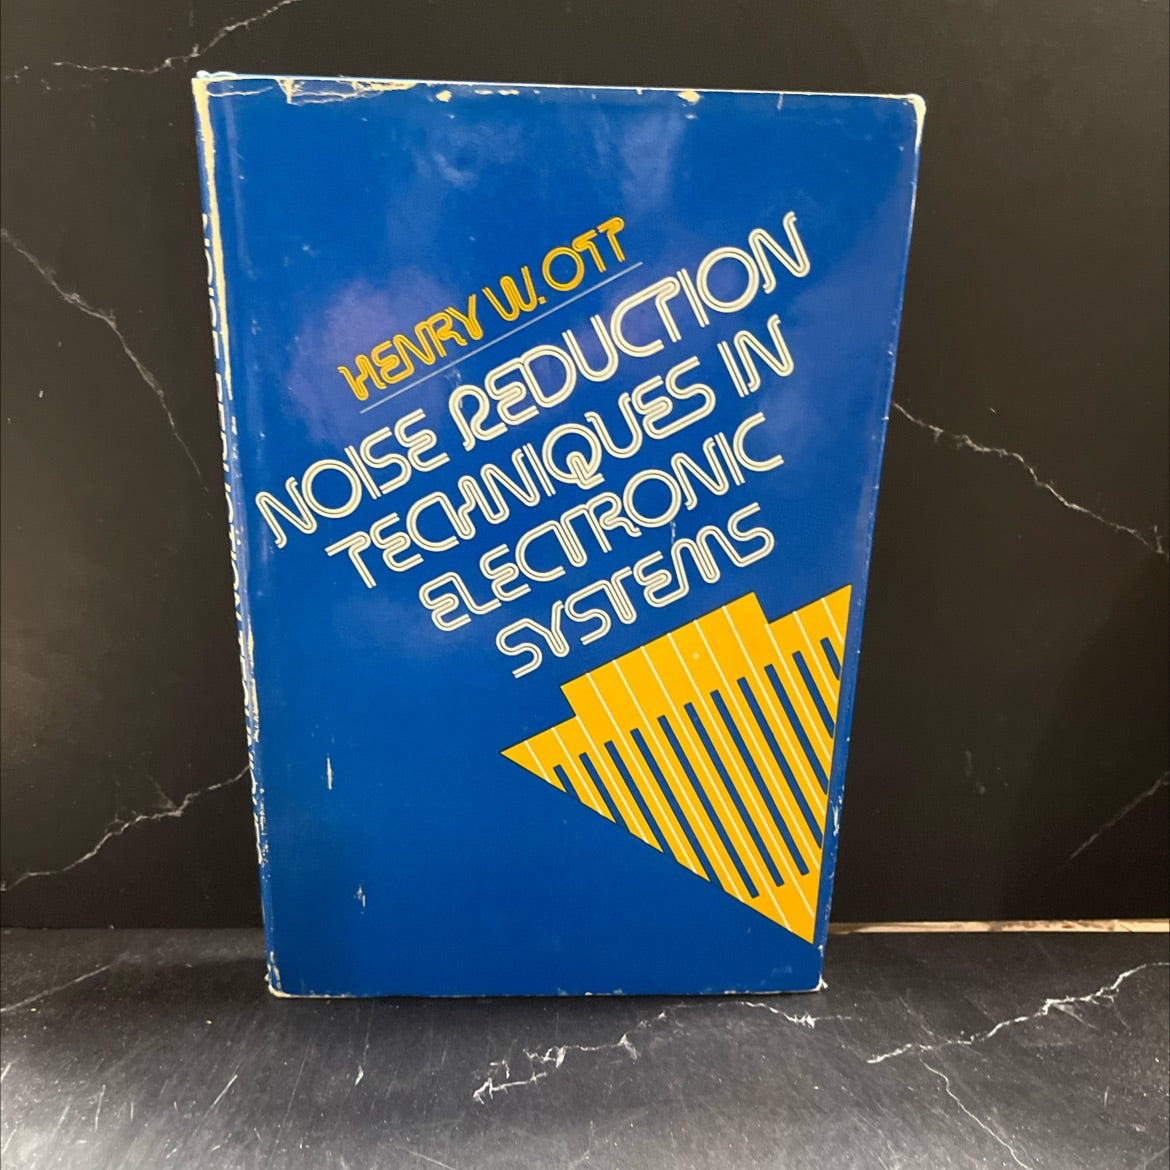 HENRY W. OTT
NOISE REDUCTION
TECHNIQUES IN
ELECTRONIC
SYSTEMS